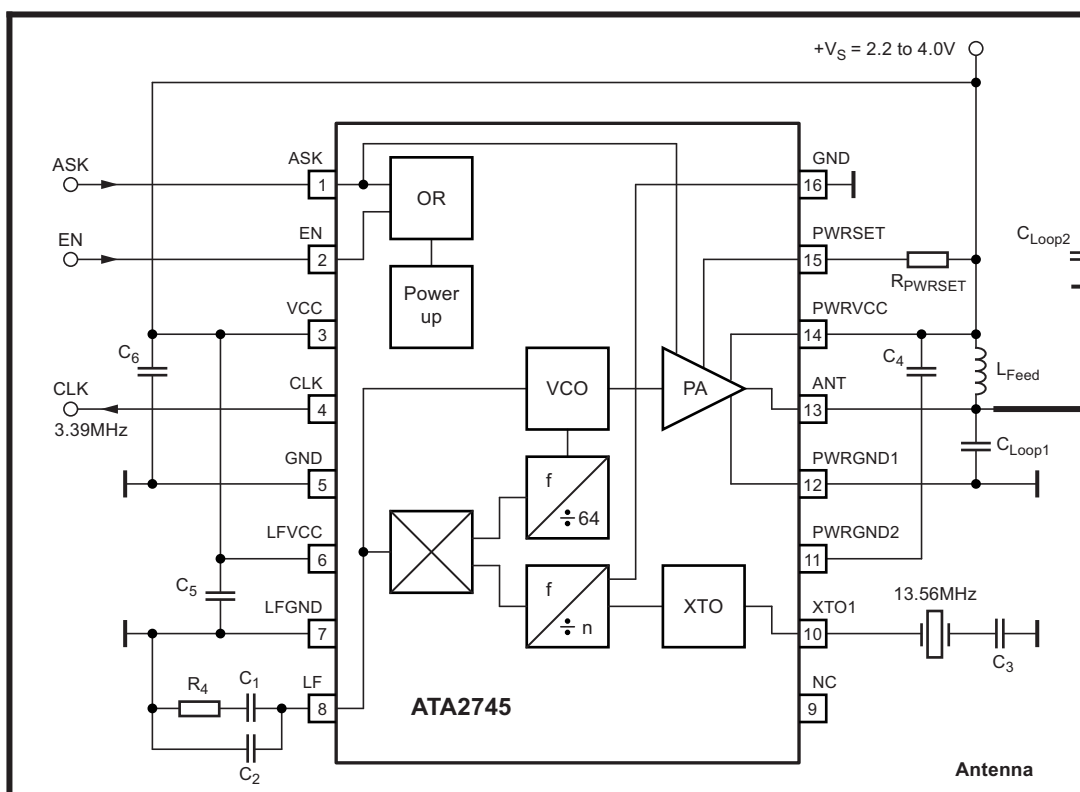 +VS = 2.2 to 4.0V
ASK
EN
CLK
3.39MHz
ASK
1
EN
2
VCC
3
CLK
4
GND
5
LFVCC
6
LFGND
7
LF
8
C6
C5
R4
C1
C2
OR
Power
up
VCO
PA
f
÷ 64
f
÷ n
XTO
ATA2745
GND
16
PWRSET
15
PWRVCC
14
ANT
13
PWRGND1
12
PWRGND2
11
XTO1
10
NC
9
RPWRSET
C4
LFeed
CLoop1
CLoop2
13.56MHz
C3
Antenna